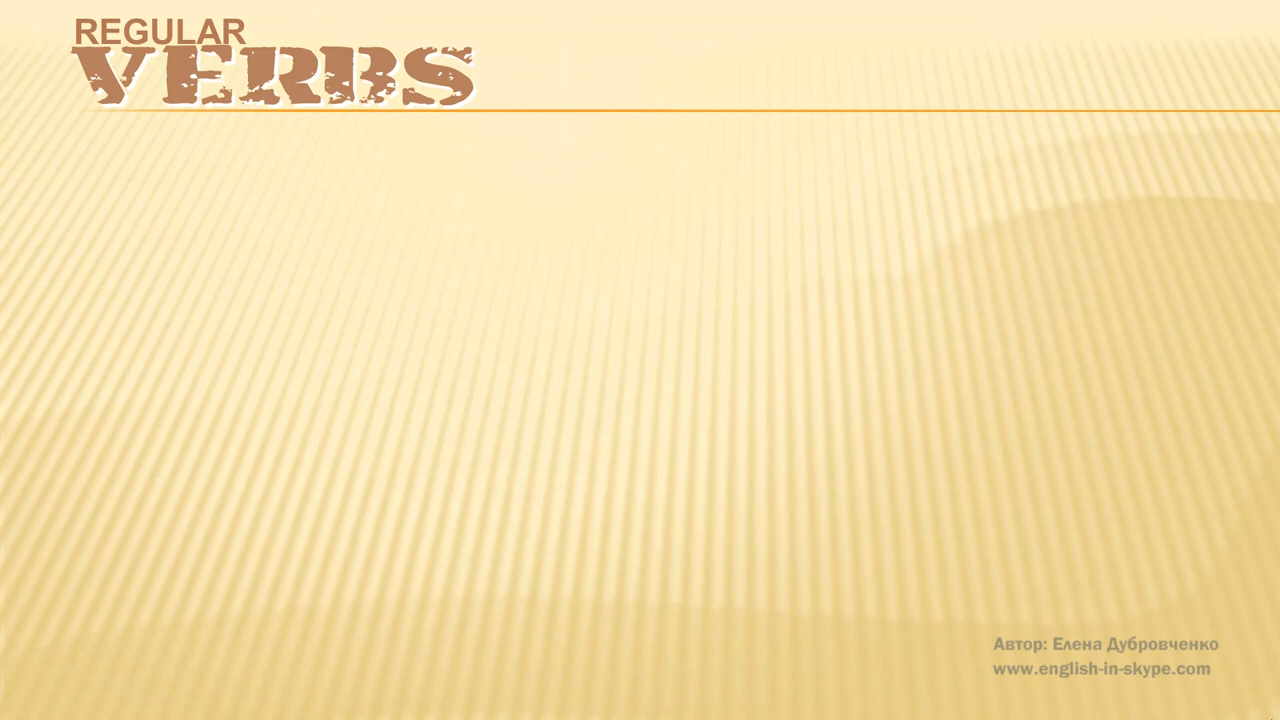 REGULAR
VERBS
Автор: Елена Дубровченко
www.english-in-skype.com